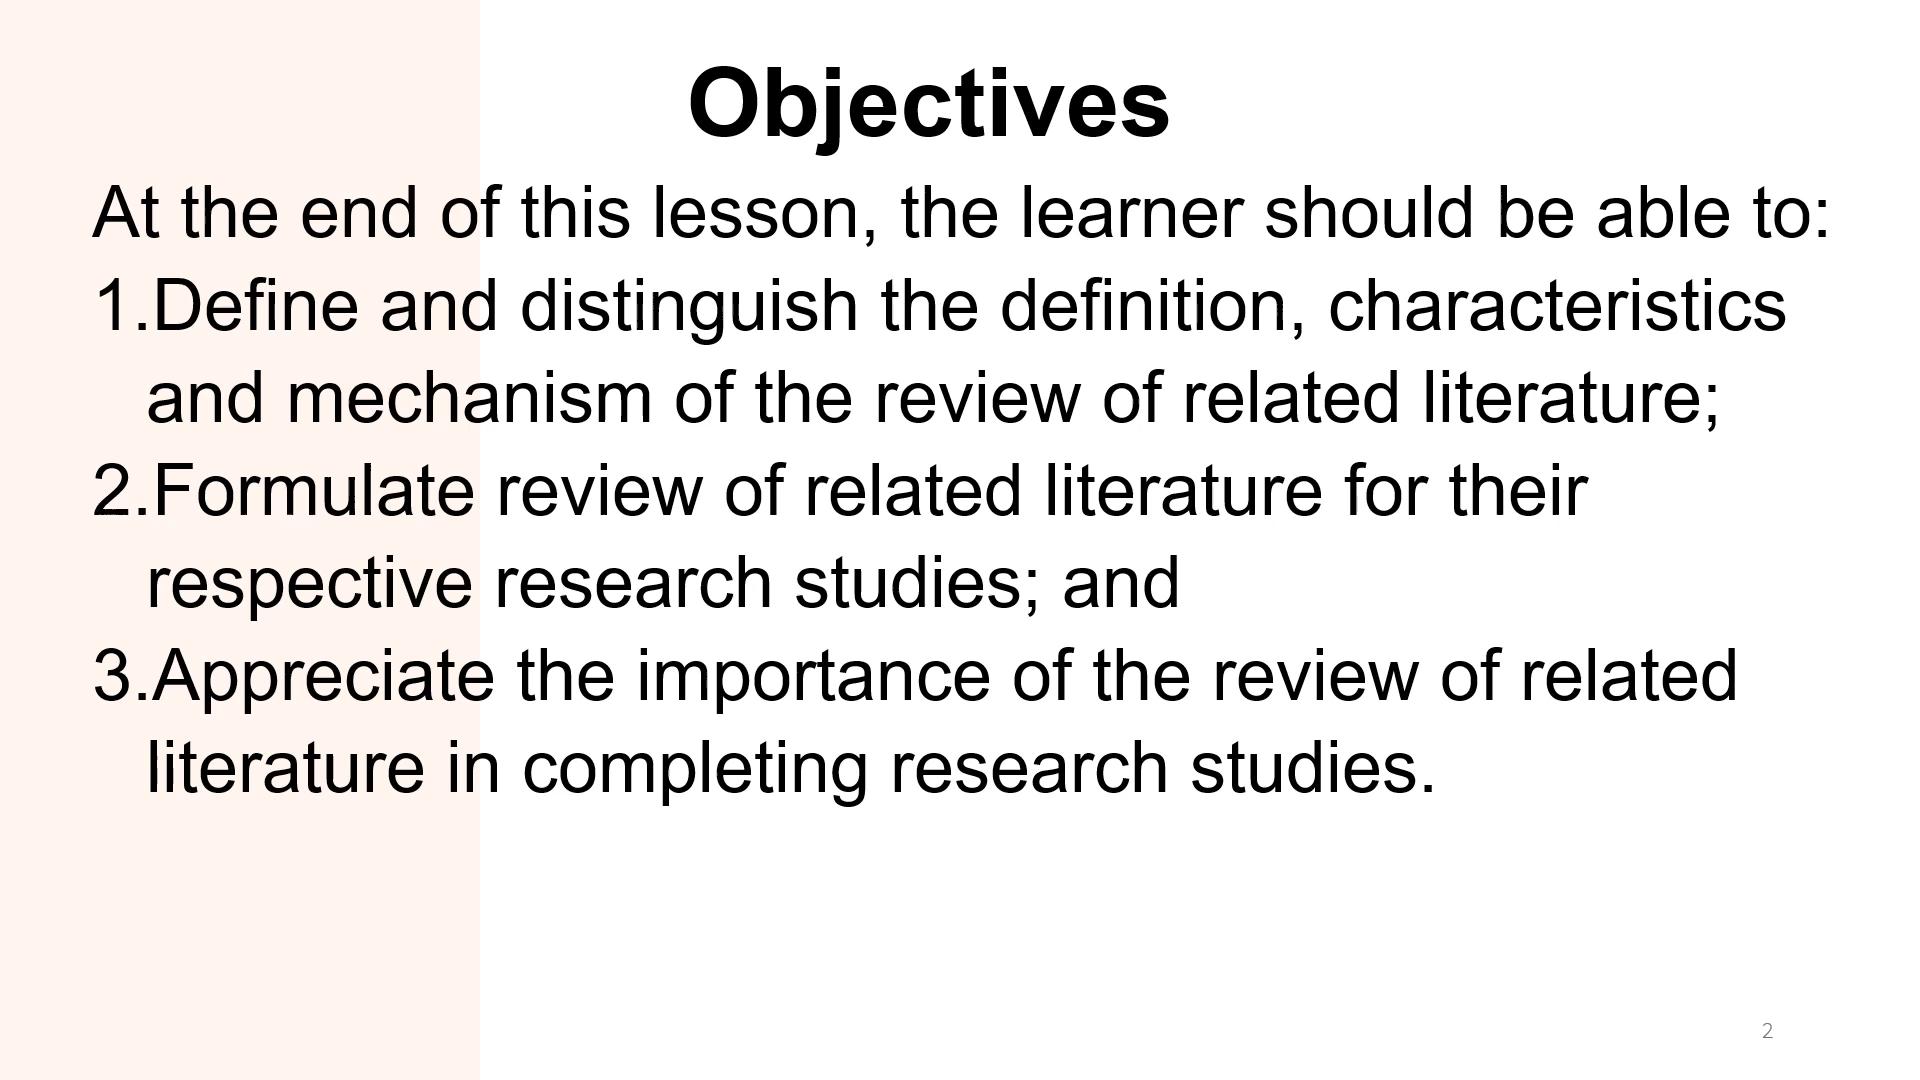 Objectives
At the end of this lesson, the learner should be able to:
1.Define and distinguish the definition, characteristics
and mechanism of the review of related literature;
2.Formulate review of related literature for their
respective research studies; and
3.Appreciate the importance of the review of related
literature in completing research studies.
2